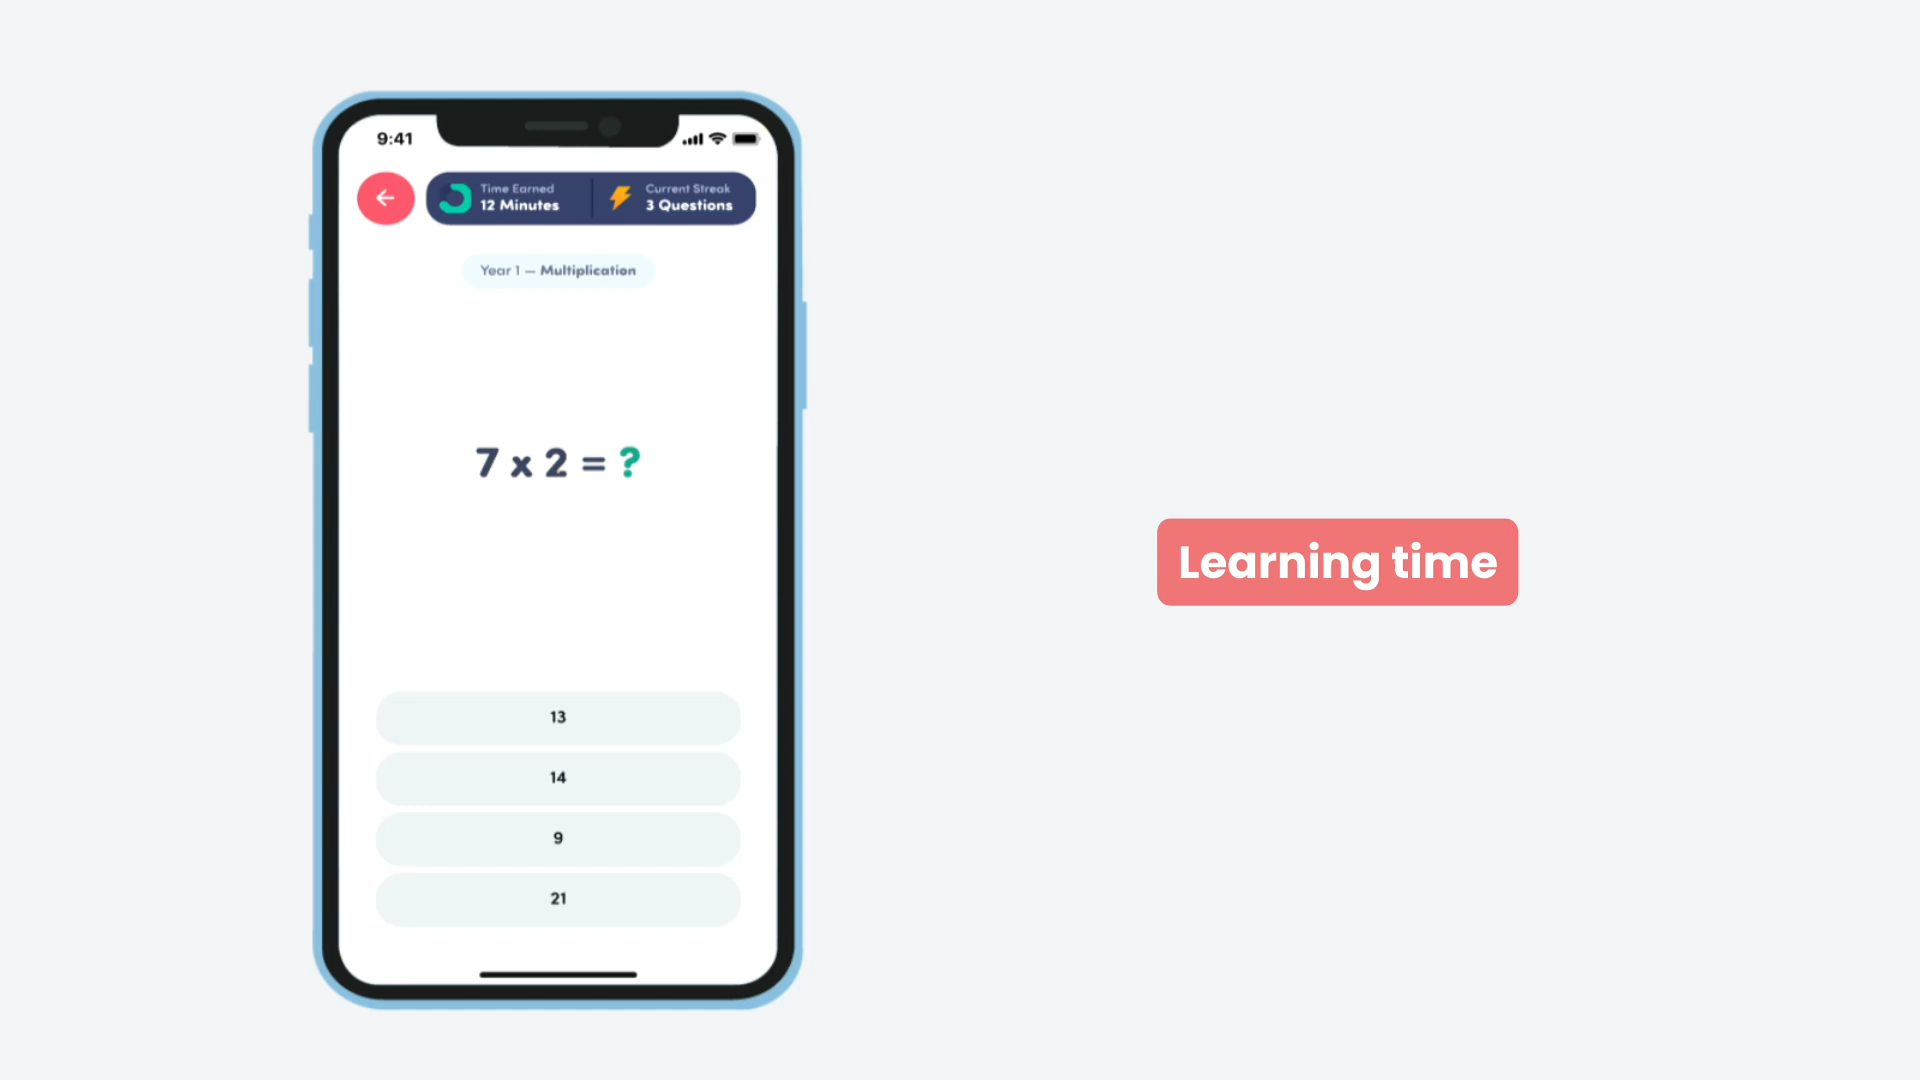 9:41
Time Earned
12 Minutes
Current Streak
3 Questions
Year 1 – Multiplication
7 x 2 = ?
13
14
9
21
Learning time